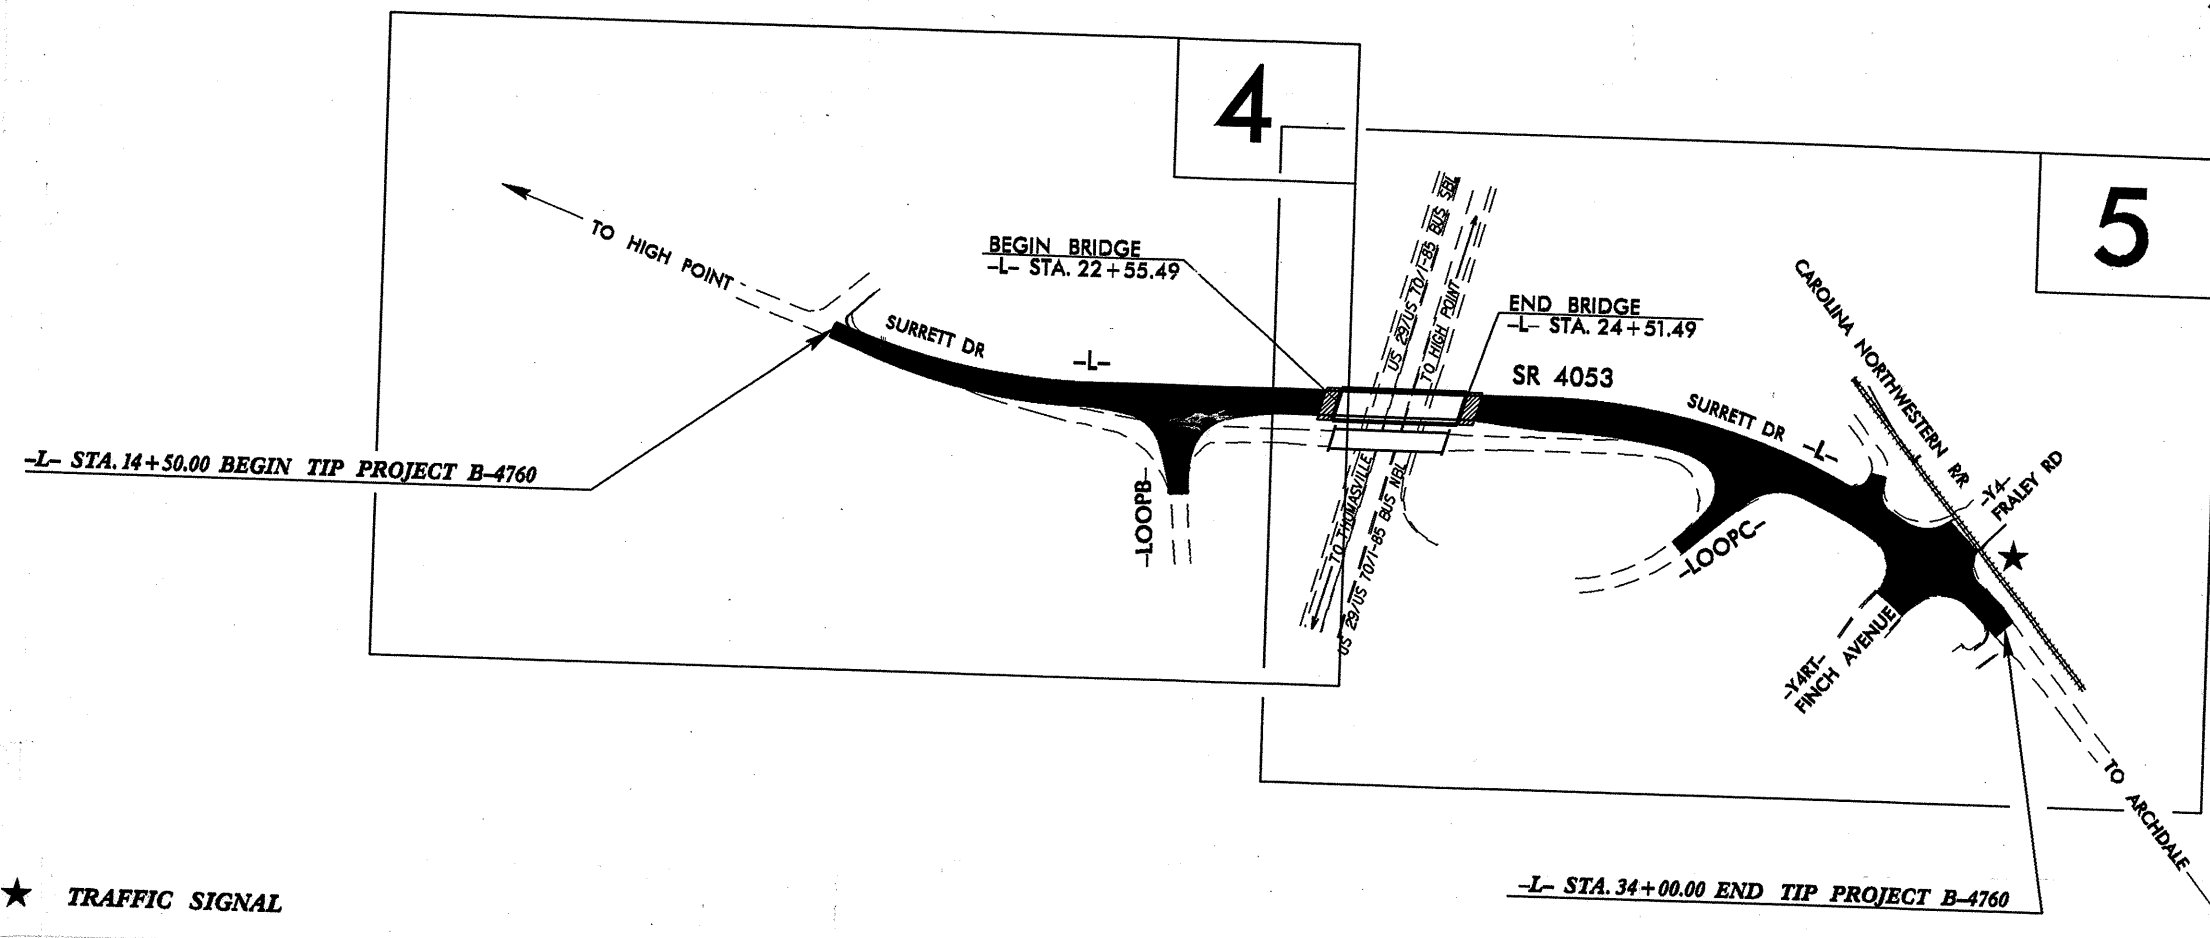 4
5
TO HIGH POINT
BEGIN BRIDGE
-L- STA. 22+55.49
US 29/US 70/I-85 BUS SBL
TO HIGH POINT
END BRIDGE
-L- STA. 24+51.49
CAROLINA NORTHWESTERN R/R
SURRETT DR
-L-
SR 4053
SURRETT DR
-L-
-L- STA. 14+50.00 BEGIN TIP PROJECT B-4760
-LOOPB-
TO THOMASVILLE
US 29/US 70/I-85 BUS NBL
-LOOPC-
-Y4-
FRALEY RD
-Y4RT-
FINCH AVENUE
TO ARCHDALE
★ TRAFFIC SIGNAL
-L- STA. 34+00.00 END TIP PROJECT B-4760